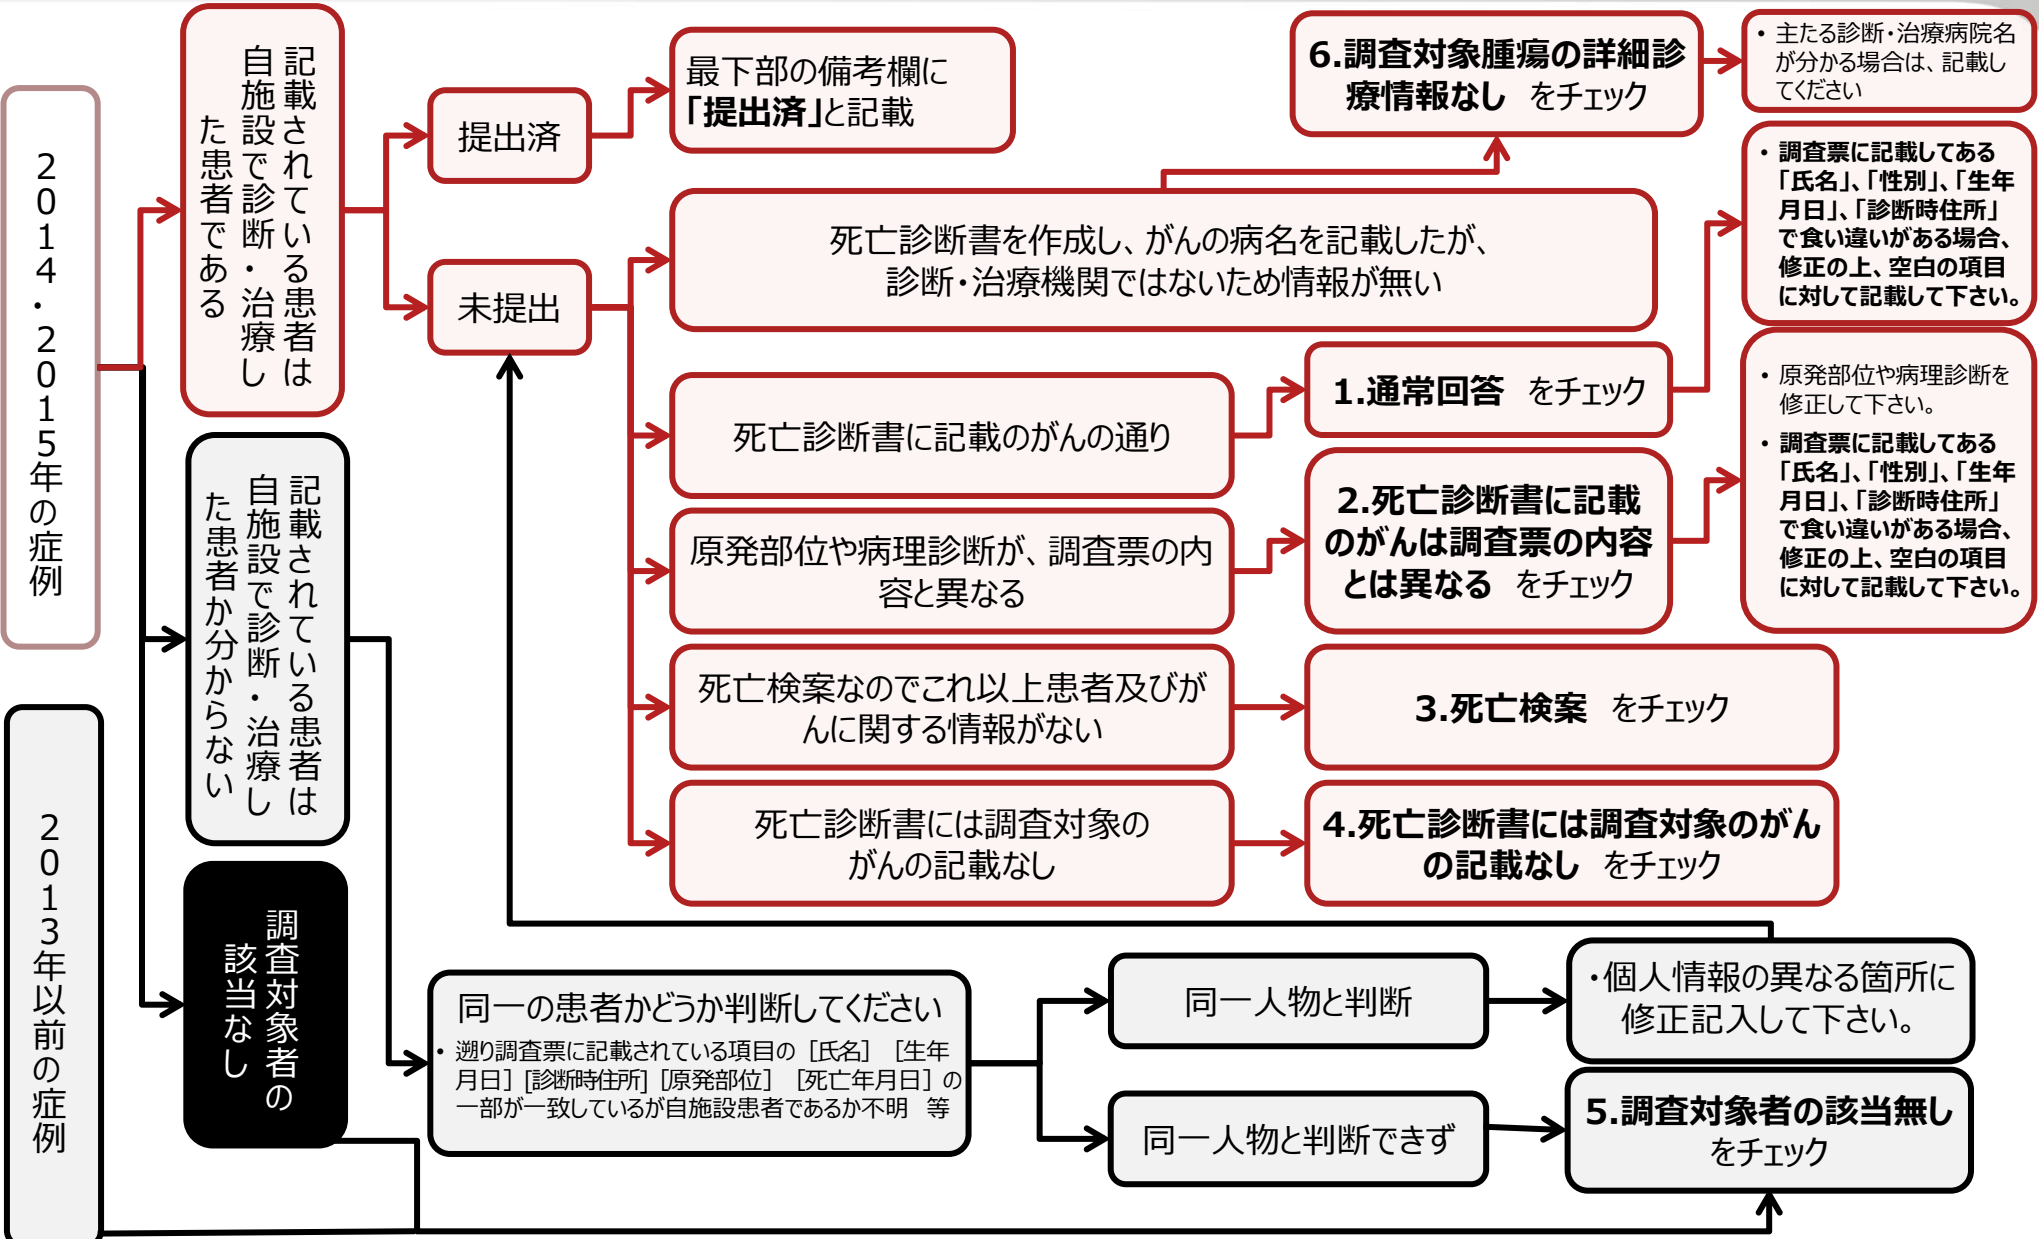 2014・2015年の症例
記載されている患者は
自施設で診断・治療し
た患者である
提出済
最下部の備考欄に
「提出済」と記載
未提出
死亡診断書を作成し、がんの病名を記載したが、
診断・治療機関ではないため情報が無い
6.調査対象腫瘍の詳細診
療情報なし　をチェック
• 主たる診断・治療病院名
が分かる場合は、記載し
てください
死亡診断書に記載のがんの通り
1.通常回答　をチェック
• 調査票に記載してある
「氏名」、「性別」、「生年
月日」、「診断時住所」
で食い違いがある場合、
修正の上、空白の項目
に対して記載して下さい。
原発部位や病理診断が、調査票の内
容と異なる
2.死亡診断書に記載
のがんは調査票の内容
とは異なる　をチェック
• 原発部位や病理診断を
修正して下さい。
• 調査票に記載してある
「氏名」、「性別」、「生年
月日」、「診断時住所」
で食い違いがある場合、
修正の上、空白の項目
に対して記載して下さい。
死亡検案なのでこれ以上患者及びが
んに関する情報がない
3.死亡検案　をチェック
死亡診断書には調査対象の
がんの記載なし
4.死亡診断書には調査対象のがん
の記載なし　をチェック
記載されている患者は
自施設で診断・治療し
た患者か分からない
調査対象者の
該当なし
2013年以前の症例
同一の患者かどうか判断してください
• 遡り調査票に記載されている項目の［氏名］［生年
月日］[診断時住所]［原発部位］［死亡年月日］の
一部が一致しているが自施設患者であるか不明　等
同一人物と判断
・個人情報の異なる箇所に
修正記入して下さい。
同一人物と判断できず
5.調査対象者の該当無し
をチェック